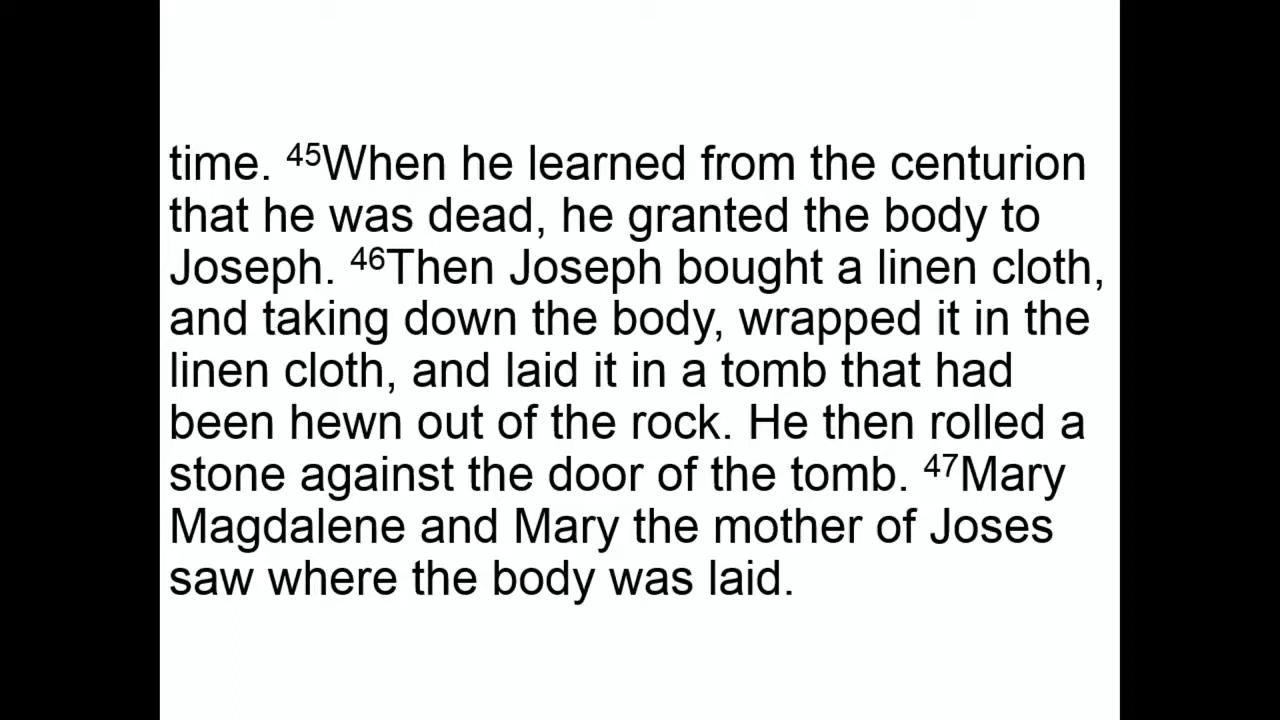 time. ⁴⁵When he learned from the centurion
that he was dead, he granted the body to
Joseph. ⁴⁶Then Joseph bought a linen cloth,
and taking down the body, wrapped it in the
linen cloth, and laid it in a tomb that had
been hewn out of the rock. He then rolled a
stone against the door of the tomb. ⁴⁷Mary
Magdalene and Mary the mother of Joses
saw where the body was laid.